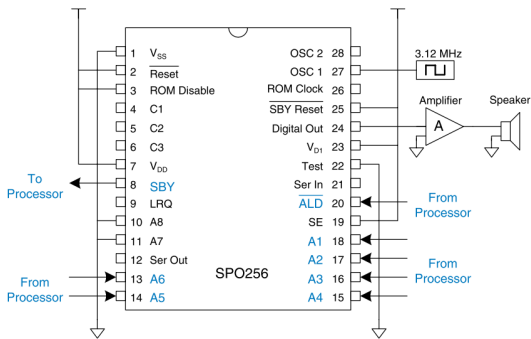 1 V_SS
2 Reset
3 ROM Disable
4 C1
5 C2
6 C3
7 V_DD
8 SBY
9 LRQ
10 A8
11 A7
12 Ser Out
13 A6
14 A5
To
Processor
From
Processor
SPO256
OSC 2 28
OSC 1 27
ROM Clock 26
SBY Reset 25
Digital Out 24
V_D1 23
Test 22
Ser In 21
ALD 20
SE 19
A1 18
A2 17
A3 16
A4 15
3.12 MHz
Amplifier
A
Speaker
From
Processor
From
Processor